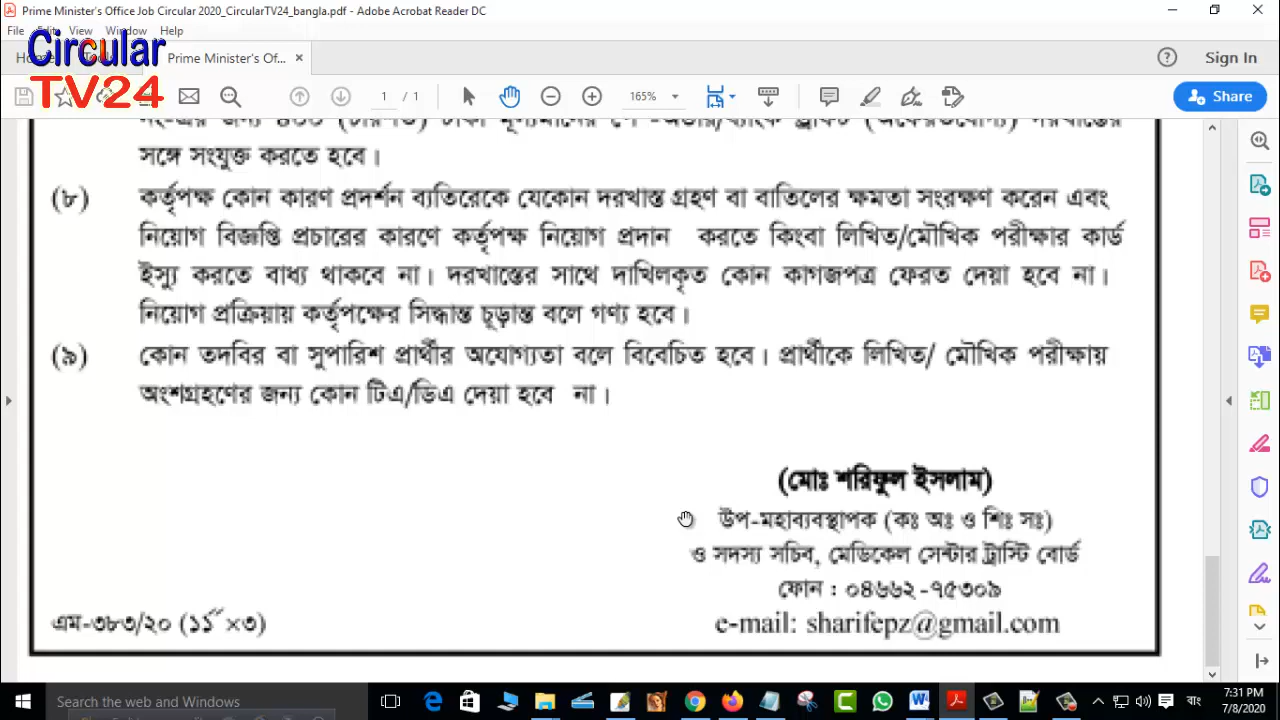 Prime Minister's Office Job Circular 2020_CircularTV24_bangla.pdf - Adobe Acrobat Reader DC
File Edit View Window Help
Circular
TV24
Prime Minister's Of... ×
Sign In
1 / 1 165% Share
সঙ্গে সংযুক্ত করতে হবে।
(৮) কর্তৃপক্ষ কোন কারণ প্রদর্শন ব্যতিরেকে যেকোন দরখাস্ত গ্রহণ বা বাতিলের ক্ষমতা সংরক্ষণ করেন এবং
নিয়োগ বিজ্ঞপ্তি প্রচারের কারণে কর্তৃপক্ষ নিয়োগ প্রদান করতে কিংবা লিখিত/মৌখিক পরীক্ষার কার্ড
ইস্যু করতে বাধ্য থাকবে না। দরখাস্তের সাথে দাখিলকৃত কোন কাগজপত্র ফেরত দেয়া হবে না।
নিয়োগ প্রক্রিয়ায় কর্তৃপক্ষের সিদ্ধান্ত চূড়ান্ত বলে গণ্য হবে।
(৯) কোন তদবির বা সুপারিশ প্রার্থীর অযোগ্যতা বলে বিবেচিত হবে। প্রার্থীকে লিখিত/ মৌখিক পরীক্ষায়
অংশগ্রহণের জন্য কোন টিএ/ডিএ দেয়া হবে না।
(মোঃ শরিফুল ইসলাম)
উপ-মহাব্যবস্থাপক (কঃ অঃ ও শিঃ সঃ)
ও সদস্য সচিব, মেডিকেল সেন্টার ট্রাস্টি বোর্ড
ফোন : ০৪৬৬২-৭৫৩০৯
এম-৩৮৩/২০ (১১″×৩)
e-mail: sharifepz@gmail.com
Search the web and Windows
বাং
7:31 PM
7/8/2020